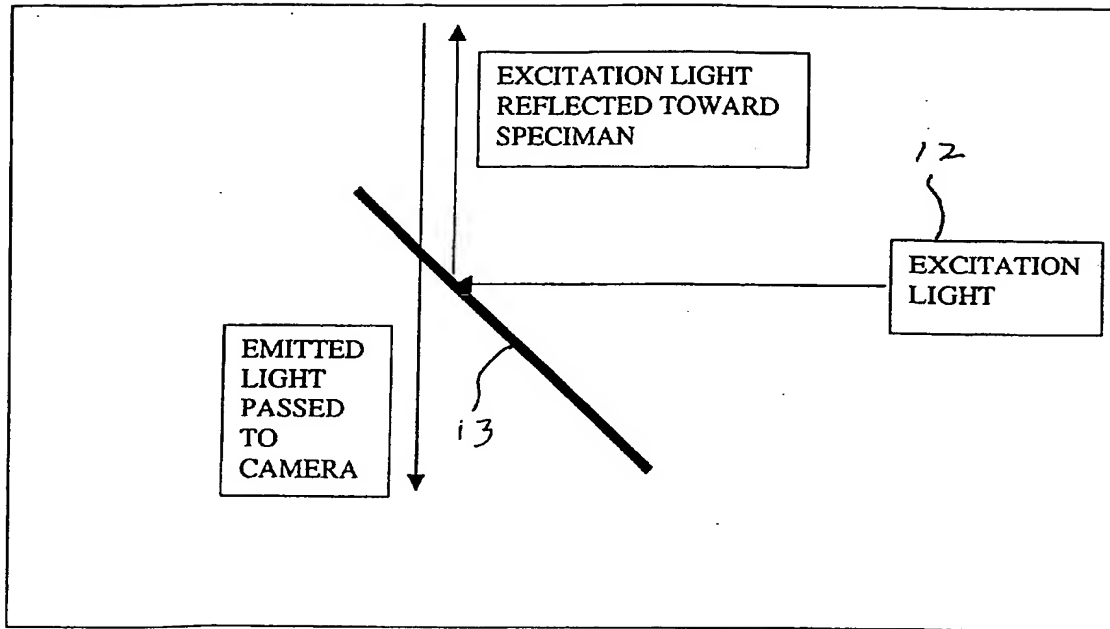 EXCITATION LIGHT
REFLECTED TOWARD
SPECIMAN
12
EXCITATION
LIGHT
EMITTED
LIGHT
PASSED
TO
CAMERA
13